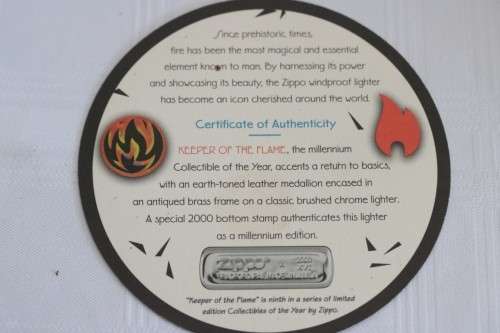 Since prehistoric times,
fire has been the most magical and essential
element known to man. By harnessing its power
and showcasing its beauty, the Zippo windproof lighter
has become an icon cherished around the world.
Certificate of Authenticity
KEEPER OF THE FLAME, the millennium
Collectible of the Year, accents a return to basics,
with an earth-toned leather medallion encased in
an antiqued brass frame on a classic brushed chrome lighter.
A special 2000 bottom stamp authenticates this lighter
as a millennium edition.
Zippo
2000
"Keeper of the Flame" is ninth in a series of limited
edition Collectibles of the Year by Zippo.